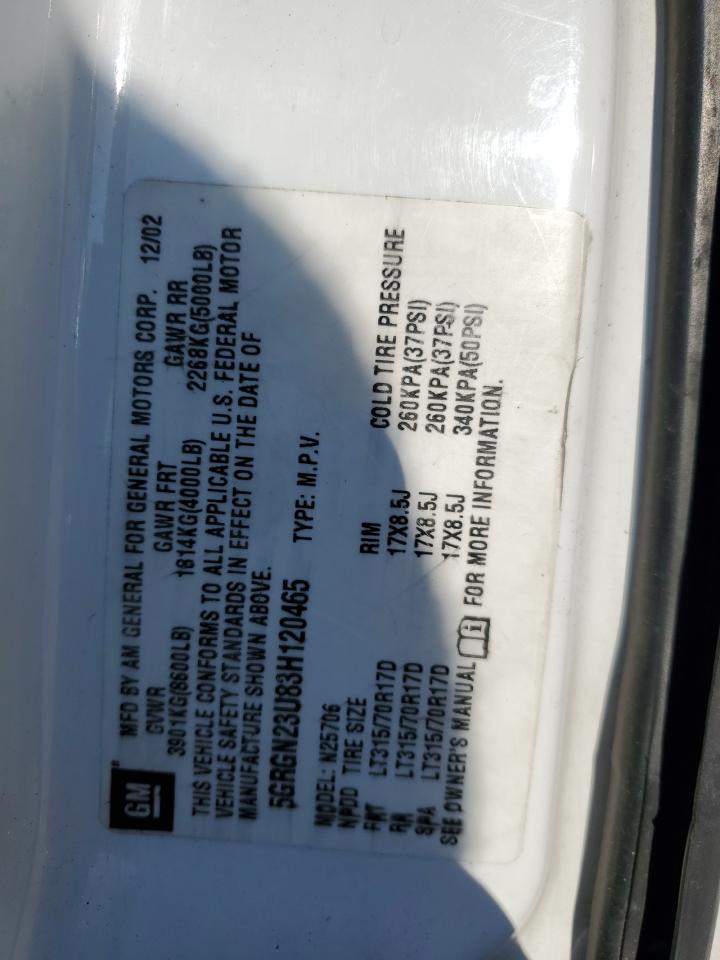 GM
MFD BY AM GENERAL FOR GENERAL MOTORS CORP. 12/02
GVWR GAWR FRT GAWR RR
3901KG(8600LB) 1814KG(4000LB) 2268KG(5000LB)
THIS VEHICLE CONFORMS TO ALL APPLICABLE U.S. FEDERAL MOTOR
VEHICLE SAFETY STANDARDS IN EFFECT ON THE DATE OF
MANUFACTURE SHOWN ABOVE.
5GRGN23U83H120465 TYPE: M.P.V.
MODEL: N25706
NPDD TIRE SIZE RIM COLD TIRE PRESSURE
FRT LT315/70R17D 17X8.5J 260KPA(37PSI)
RR LT315/70R17D 17X8.5J 260KPA(37PSI)
SPA LT315/70R17D 17X8.5J 340KPA(50PSI)
SEE OWNER'S MANUAL FOR MORE INFORMATION.